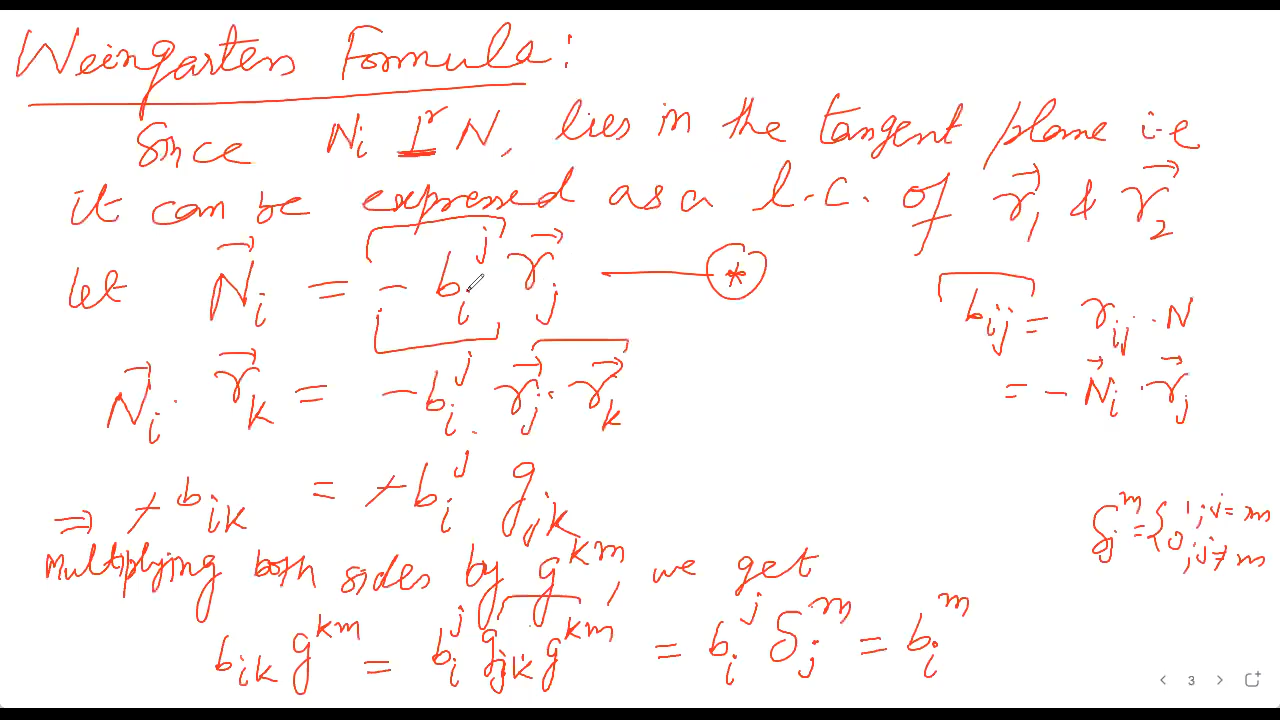 Weingarten Formula:
Since Nᵢ ⊥ʳ N, lies in the tangent plane i-e
it can be expressed as a l.C. of r⃗₁ & r⃗₂
let N⃗ᵢ = - bᵢʲ r⃗ⱼ —— ⊛
bᵢⱼ = rᵢⱼ · N
= - N⃗ᵢ · r⃗ⱼ
N⃗ᵢ · r⃗ₖ = - bᵢʲ r⃗ⱼ · r⃗ₖ
⇒ - bᵢₖ = - bᵢʲ gⱼₖ
δⱼᵐ = { 1 ; j = m
0 ; j ≠ m
Multiplying both sides by gᵏᵐ, we get
bᵢₖ gᵏᵐ = bᵢʲ gⱼₖ gᵏᵐ = bᵢʲ δⱼᵐ = bᵢᵐ
< 3 >